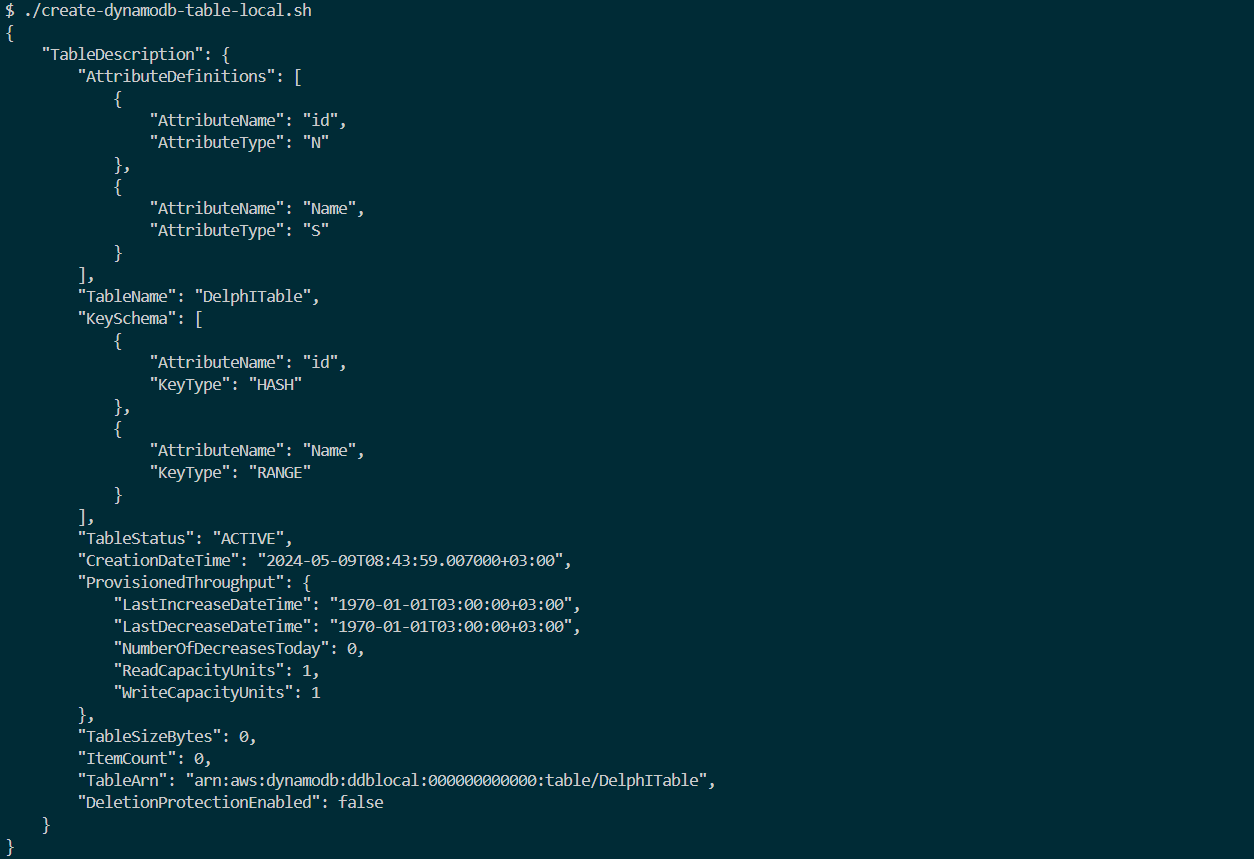 $ ./create-dynamodb-table-local.sh
{
    "TableDescription": {
        "AttributeDefinitions": [
            {
                "AttributeName": "id",
                "AttributeType": "N"
            },
            {
                "AttributeName": "Name",
                "AttributeType": "S"
            }
        ],
        "TableName": "DelphITable",
        "KeySchema": [
            {
                "AttributeName": "id",
                "KeyType": "HASH"
            },
            {
                "AttributeName": "Name",
                "KeyType": "RANGE"
            }
        ],
        "TableStatus": "ACTIVE",
        "CreationDateTime": "2024-05-09T08:43:59.007000+03:00",
        "ProvisionedThroughput": {
            "LastIncreaseDateTime": "1970-01-01T03:00:00+03:00",
            "LastDecreaseDateTime": "1970-01-01T03:00:00+03:00",
            "NumberOfDecreasesToday": 0,
            "ReadCapacityUnits": 1,
            "WriteCapacityUnits": 1
        },
        "TableSizeBytes": 0,
        "ItemCount": 0,
        "TableArn": "arn:aws:dynamodb:ddblocal:000000000000:table/DelphITable",
        "DeletionProtectionEnabled": false
    }
}